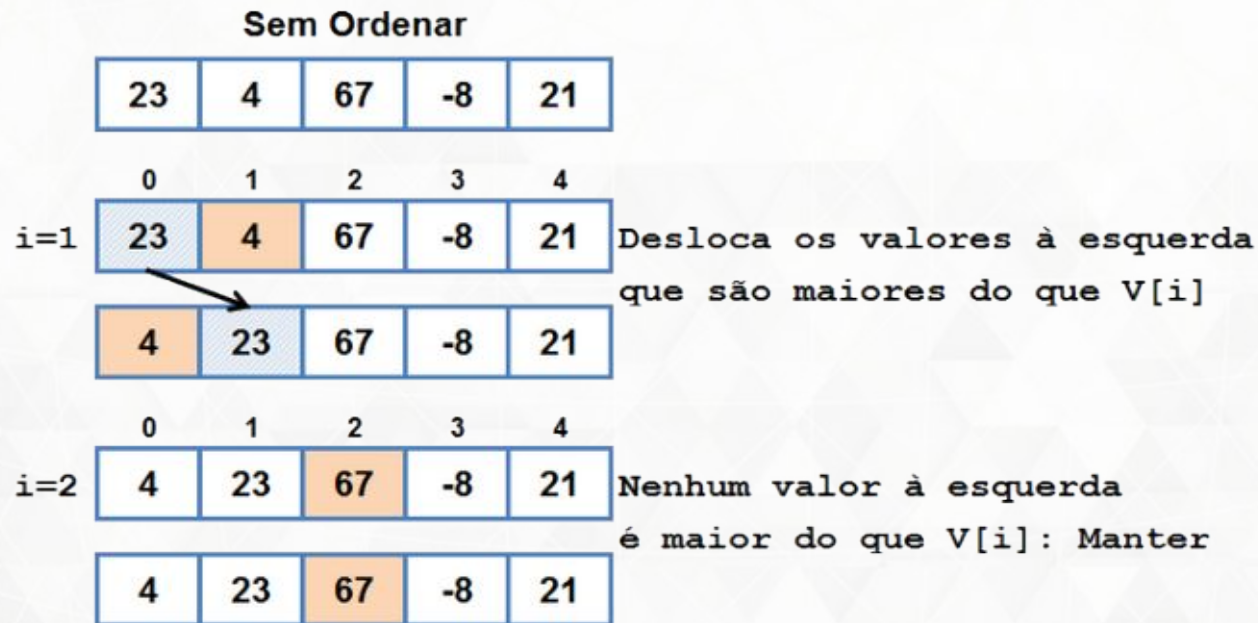 Sem Ordenar
23 4 67 -8 21
0 1 2 3 4
i=1 23 4 67 -8 21 Desloca os valores à esquerda
que são maiores do que V[i]
4 23 67 -8 21
0 1 2 3 4
i=2 4 23 67 -8 21 Nenhum valor à esquerda
é maior do que V[i]: Manter
4 23 67 -8 21